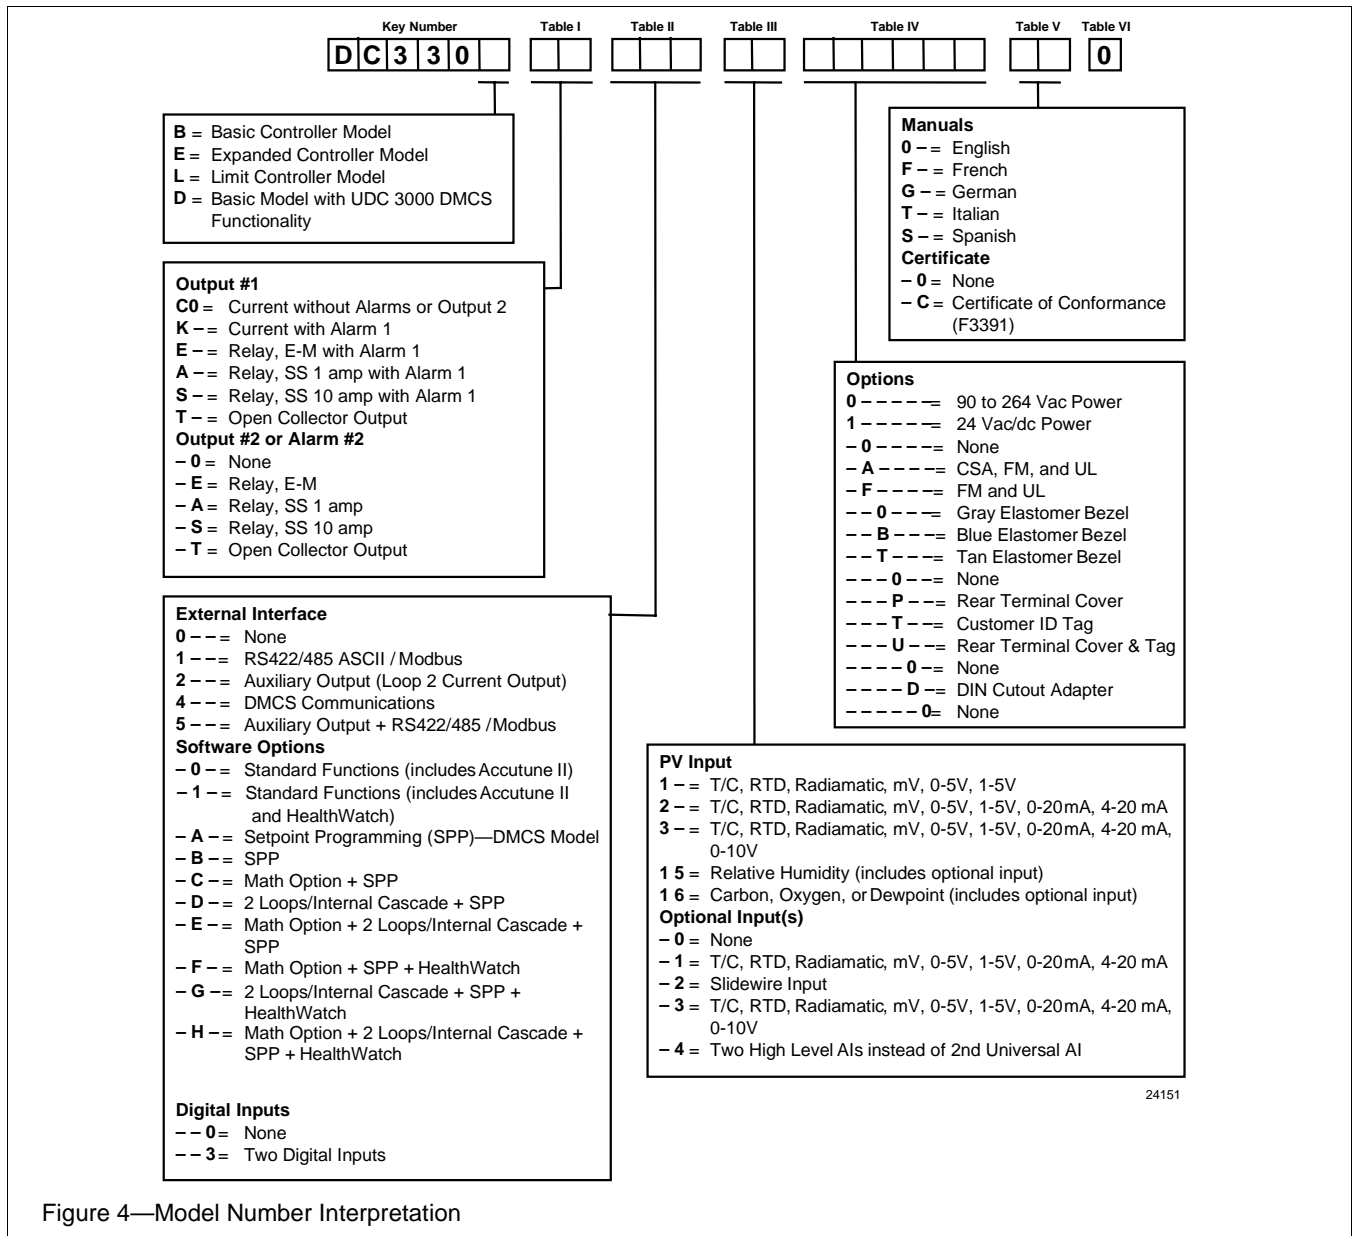 Key Number Table I Table II Table III Table IV Table V Table VI
D C 3 3 0 0
B = Basic Controller Model
E = Expanded Controller Model
L = Limit Controller Model
D = Basic Model with UDC 3000 DMCS
Functionality
Output #1
C0 = Current without Alarms or Output 2
K – = Current with Alarm 1
E – = Relay, E-M with Alarm 1
A – = Relay, SS 1 amp with Alarm 1
S – = Relay, SS 10 amp with Alarm 1
T – = Open Collector Output
Output #2 or Alarm #2
– 0 = None
– E = Relay, E-M
– A = Relay, SS 1 amp
– S = Relay, SS 10 amp
– T = Open Collector Output
External Interface
0 – – = None
1 – – = RS422/485 ASCII / Modbus
2 – – = Auxiliary Output (Loop 2 Current Output)
4 – – = DMCS Communications
5 – – = Auxiliary Output + RS422/485 /Modbus
Software Options
– 0 – = Standard Functions (includes Accutune II)
– 1 – = Standard Functions (includes Accutune II
and HealthWatch)
– A – = Setpoint Programming (SPP)—DMCS Model
– B – = SPP
– C – = Math Option + SPP
– D – = 2 Loops/Internal Cascade + SPP
– E – = Math Option + 2 Loops/Internal Cascade +
SPP
– F – = Math Option + SPP + HealthWatch
– G – = 2 Loops/Internal Cascade + SPP +
HealthWatch
– H – = Math Option + 2 Loops/Internal Cascade +
SPP + HealthWatch
Digital Inputs
– – 0 = None
– – 3 = Two Digital Inputs
Manuals
0 – = English
F – = French
G – = German
T – = Italian
S – = Spanish
Certificate
– 0 = None
– C = Certificate of Conformance
(F3391)
Options
0 – – – – – = 90 to 264 Vac Power
1 – – – – – = 24 Vac/dc Power
– 0 – – – – = None
– A – – – – = CSA, FM, and UL
– F – – – – = FM and UL
– – 0 – – – = Gray Elastomer Bezel
– – B – – – = Blue Elastomer Bezel
– – T – – – = Tan Elastomer Bezel
– – – 0 – – = None
– – – P – – = Rear Terminal Cover
– – – T – – = Customer ID Tag
– – – U – – = Rear Terminal Cover & Tag
– – – – 0 – = None
– – – – D – = DIN Cutout Adapter
– – – – – 0 = None
PV Input
1 – = T/C, RTD, Radiamatic, mV, 0-5V, 1-5V
2 – = T/C, RTD, Radiamatic, mV, 0-5V, 1-5V, 0-20mA, 4-20 mA
3 – = T/C, RTD, Radiamatic, mV, 0-5V, 1-5V, 0-20mA, 4-20 mA,
0-10V
1 5 = Relative Humidity (includes optional input)
1 6 = Carbon, Oxygen, or Dewpoint (includes optional input)
Optional Input(s)
– 0 = None
– 1 = T/C, RTD, Radiamatic, mV, 0-5V, 1-5V, 0-20mA, 4-20 mA
– 2 = Slidewire Input
– 3 = T/C, RTD, Radiamatic, mV, 0-5V, 1-5V, 0-20mA, 4-20 mA,
0-10V
– 4 = Two High Level AIs instead of 2nd Universal AI
24151
Figure 4—Model Number Interpretation